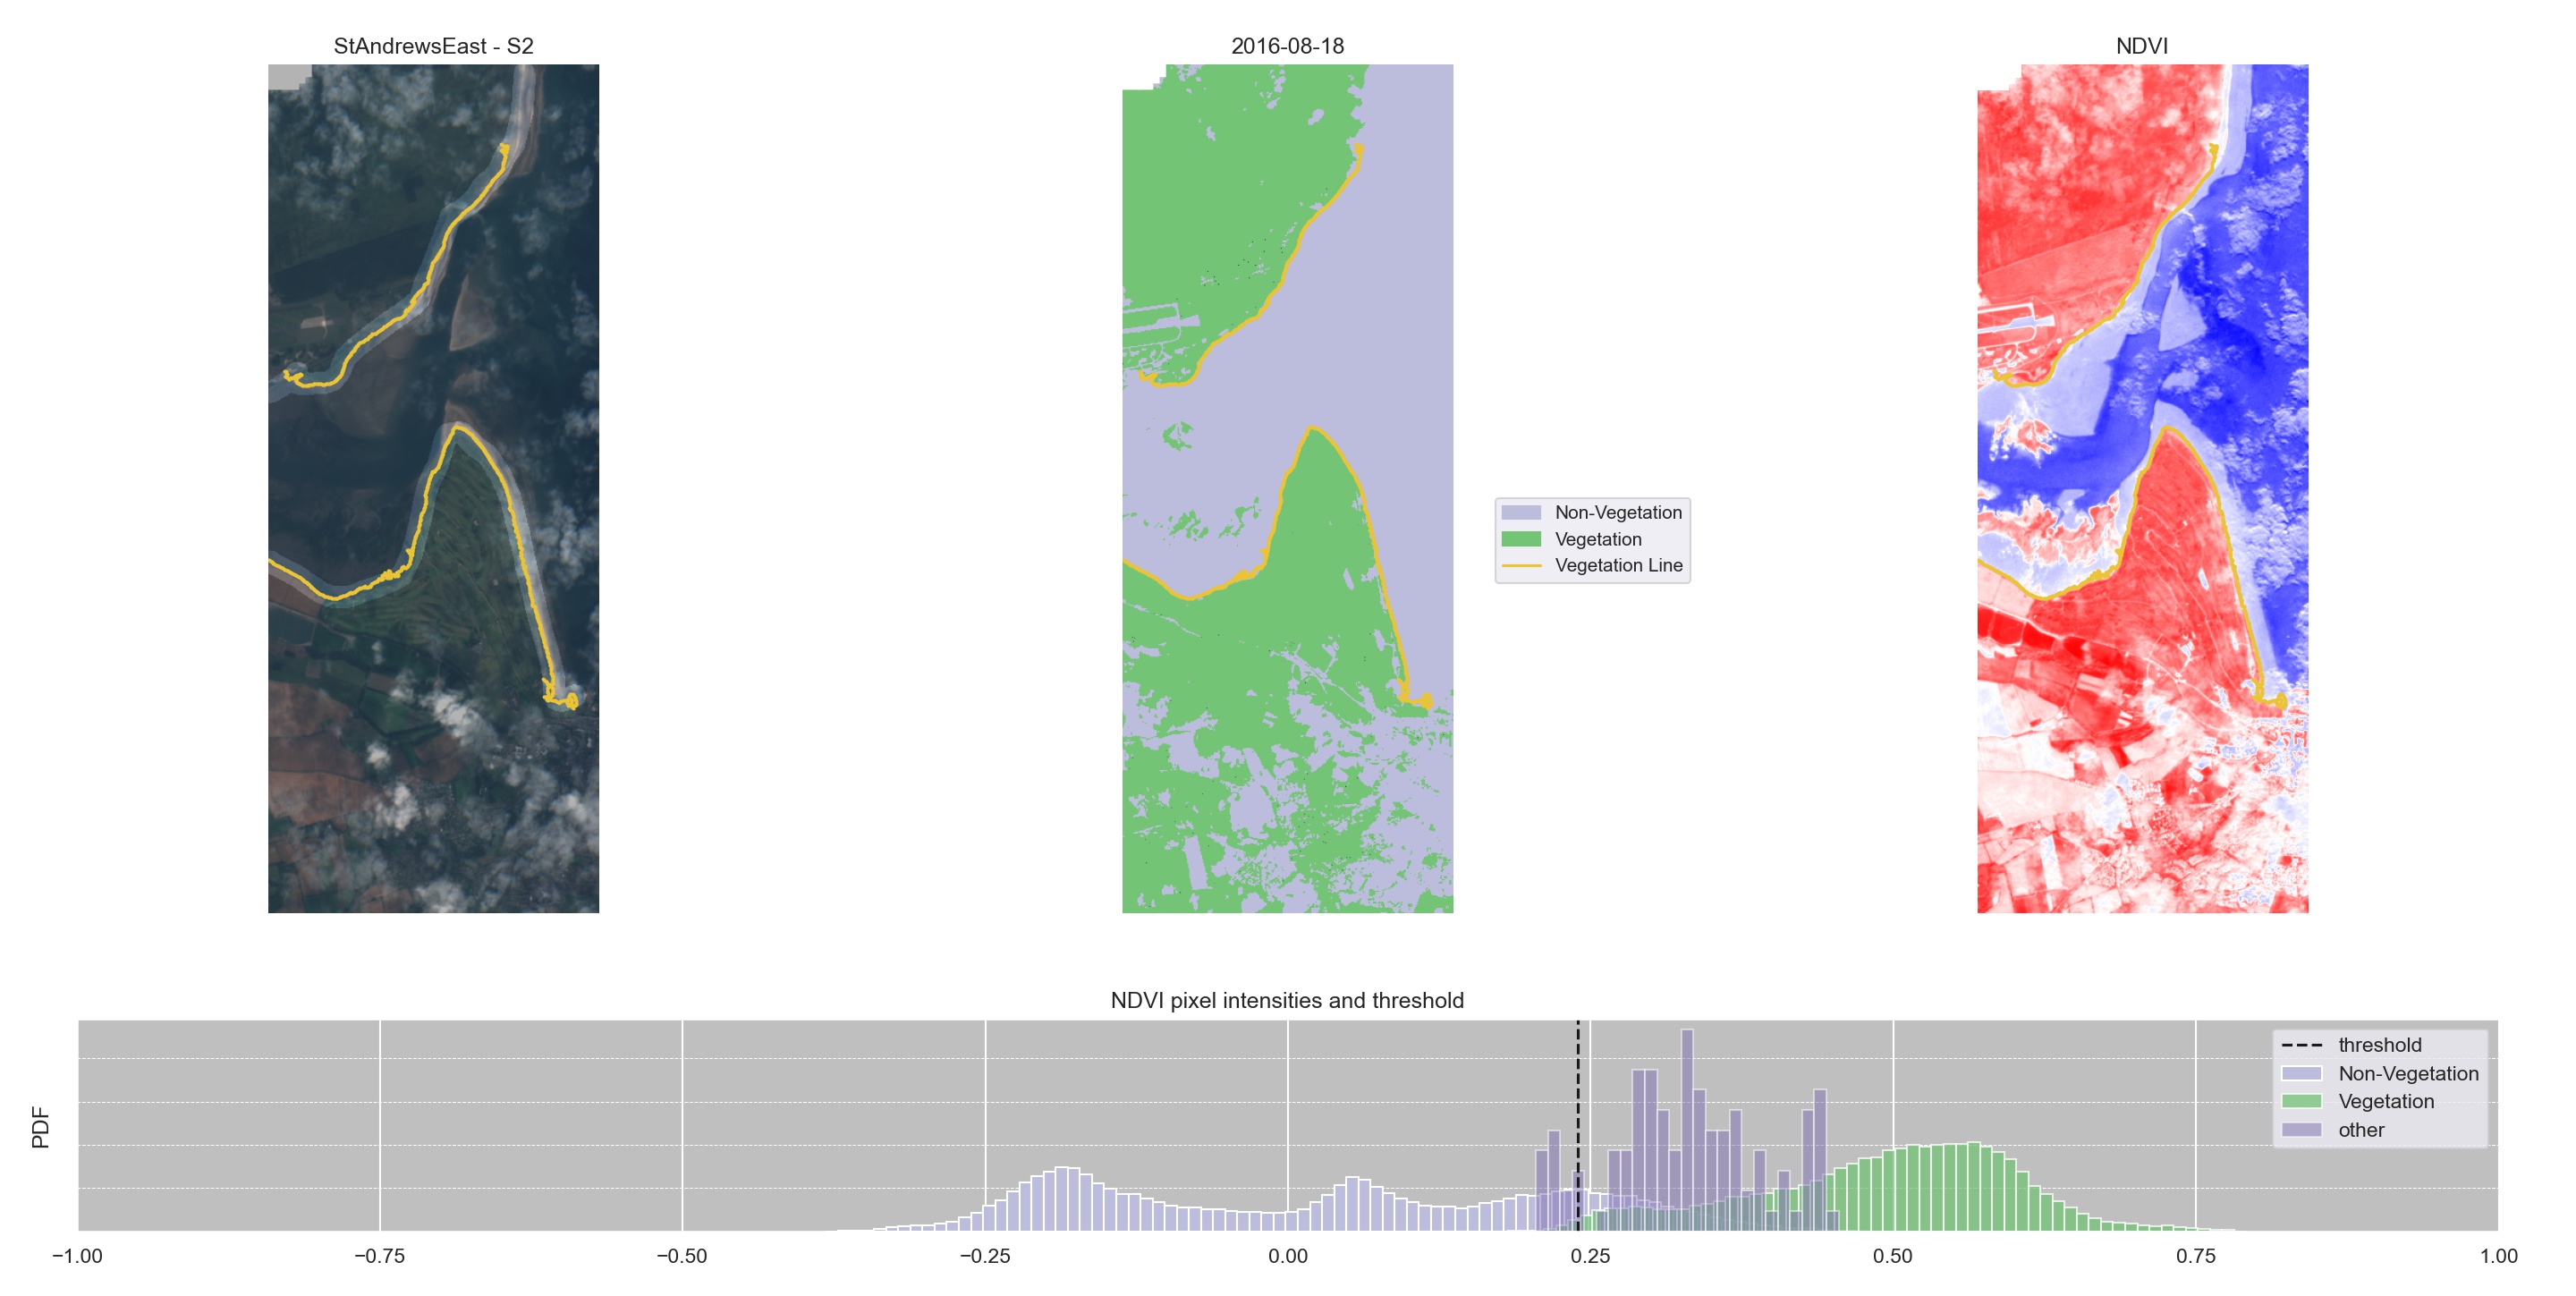 StAndrewsEast - S2
2016-08-18
NDVI
Non-Vegetation
Vegetation
Vegetation Line
NDVI pixel intensities and threshold
PDF
threshold
Non-Vegetation
Vegetation
other
−1.00 −0.75 −0.50 −0.25 0.00 0.25 0.50 0.75 1.00